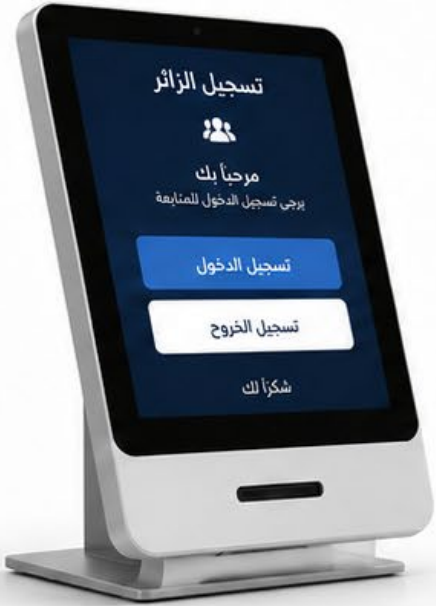 تسجيل الزائر
مرحباً بك
يرجى تسجيل الدخول للمتابعة
تسجيل الدخول
تسجيل الخروج
شكراً لك